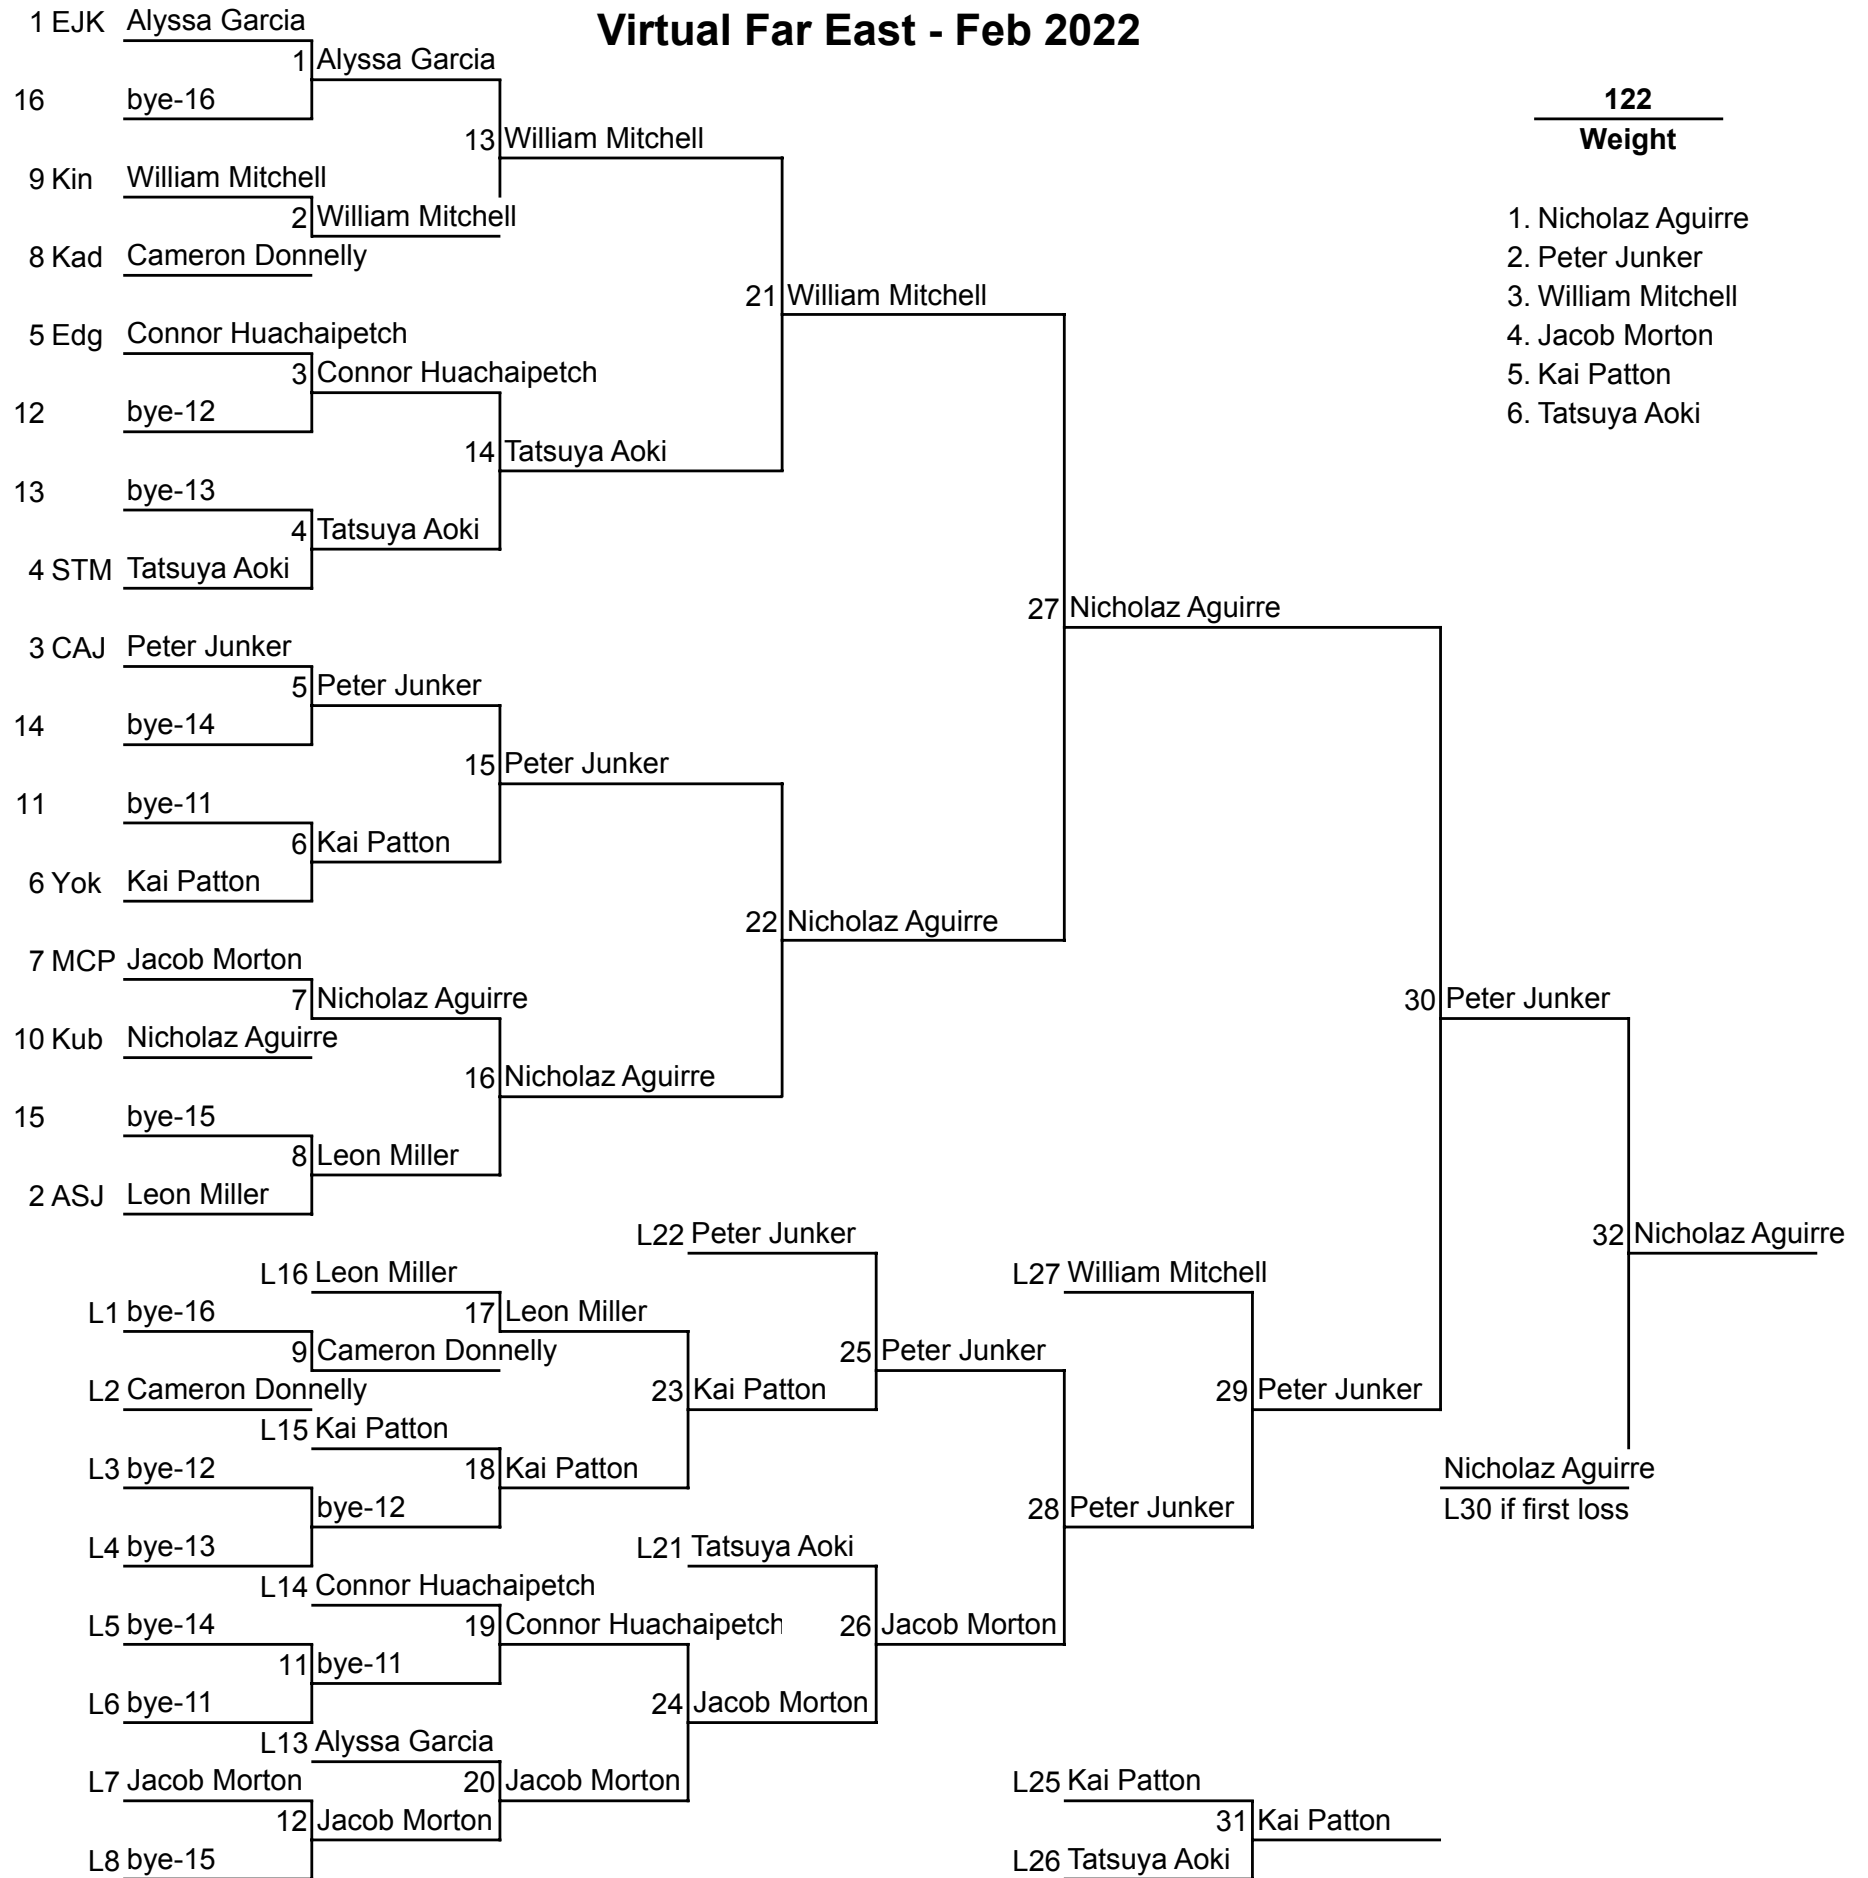 Virtual Far East - Feb 2022
1 EJK Alyssa Garcia
1 Alyssa Garcia
16 bye-16
122
Weight
13 William Mitchell
9 Kin William Mitchell
2 William Mitchell
8 Kad Cameron Donnelly
1. Nicholaz Aguirre
2. Peter Junker
3. William Mitchell
4. Jacob Morton
5. Kai Patton
6. Tatsuya Aoki
21 William Mitchell
5 Edg Connor Huachaipetch
3 Connor Huachaipetch
12 bye-12
14 Tatsuya Aoki
13 bye-13
4 Tatsuya Aoki
4 STM Tatsuya Aoki
27 Nicholaz Aguirre
3 CAJ Peter Junker
5 Peter Junker
14 bye-14
15 Peter Junker
11 bye-11
6 Kai Patton
6 Yok Kai Patton
22 Nicholaz Aguirre
7 MCP Jacob Morton
7 Nicholaz Aguirre
30 Peter Junker
10 Kub Nicholaz Aguirre
16 Nicholaz Aguirre
15 bye-15
8 Leon Miller
2 ASJ Leon Miller
L22 Peter Junker
32 Nicholaz Aguirre
L16 Leon Miller
L27 William Mitchell
L1 bye-16
17 Leon Miller
9 Cameron Donnelly
25 Peter Junker
L2 Cameron Donnelly
23 Kai Patton
29 Peter Junker
L15 Kai Patton
L3 bye-12
18 Kai Patton
Nicholaz Aguirre
bye-12
28 Peter Junker
L30 if first loss
L4 bye-13
L21 Tatsuya Aoki
L14 Connor Huachaipetch
L5 bye-14
19 Connor Huachaipetch
26 Jacob Morton
11 bye-11
L6 bye-11
24 Jacob Morton
L13 Alyssa Garcia
L7 Jacob Morton
20 Jacob Morton
L25 Kai Patton
12 Jacob Morton
31 Kai Patton
L8 bye-15
L26 Tatsuya Aoki